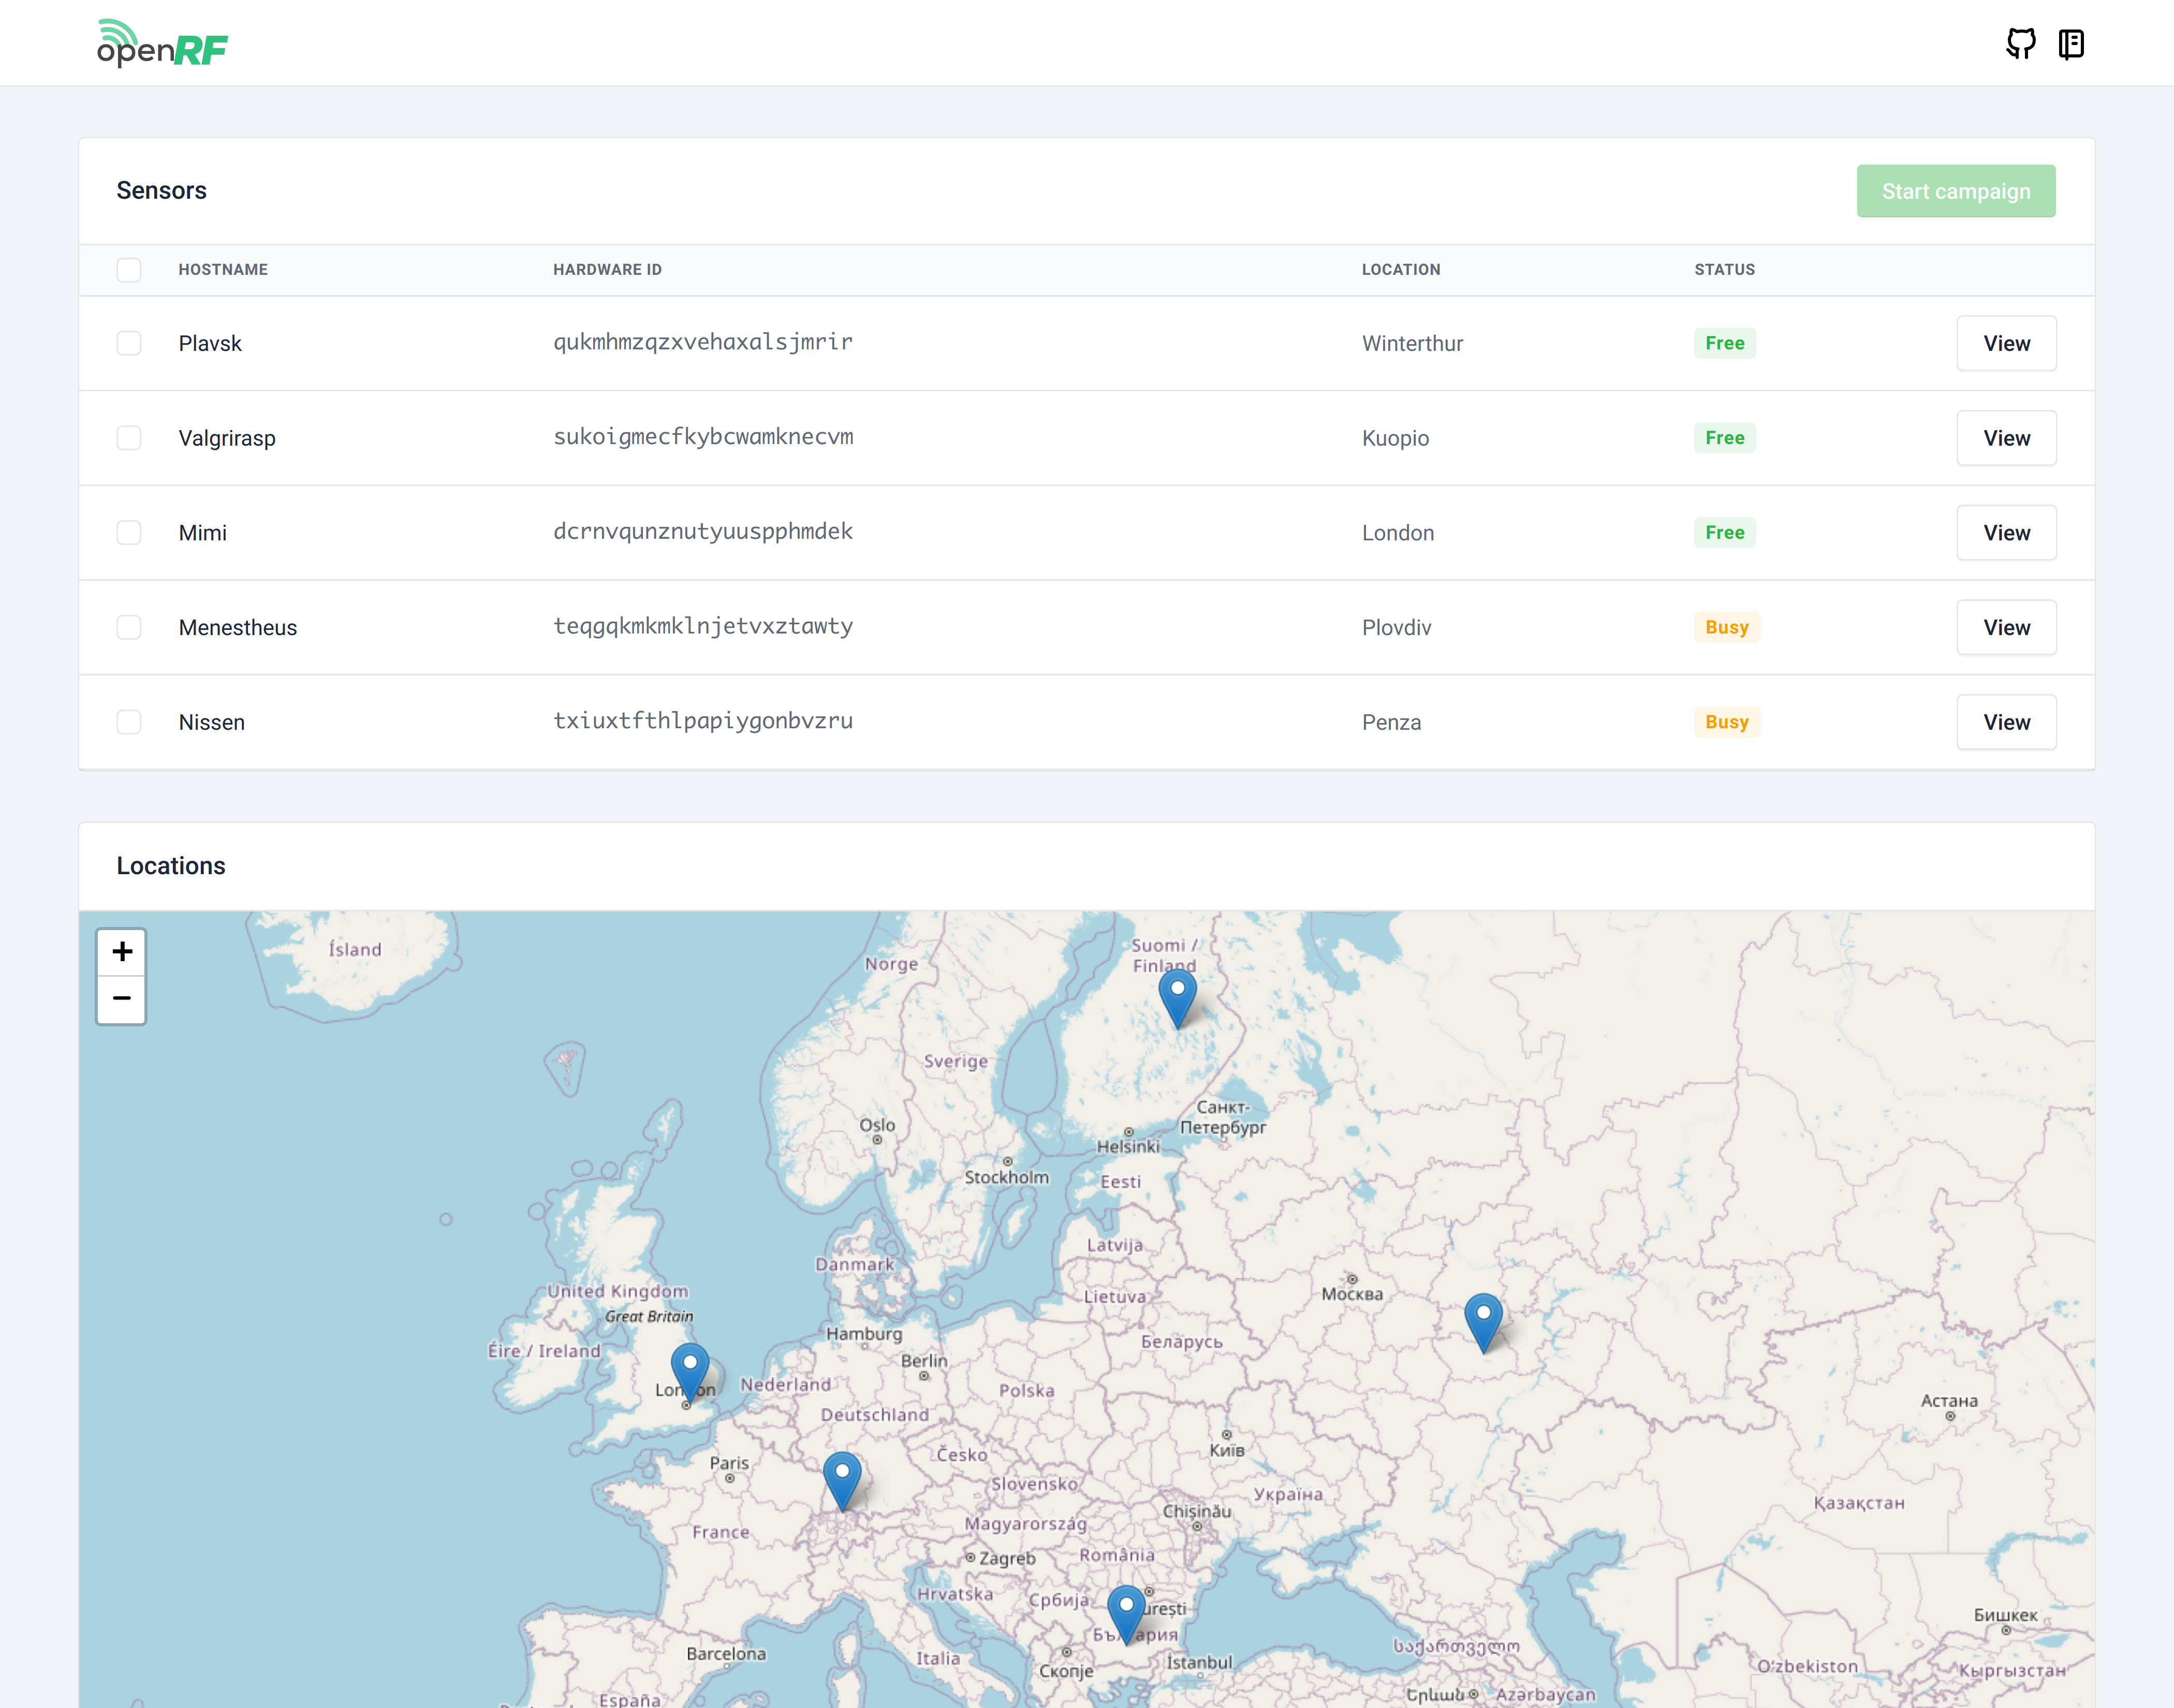 openRF
Sensors
Start campaign
HOSTNAME HARDWARE ID LOCATION STATUS
Plavsk qukmhmzqzxvehaxalsjmrir Winterthur Free View
Valgrirasp sukoigmecfkybcwamknecvm Kuopio Free View
Mimi dcrnvqunznutyuuspphmdek London Free View
Menestheus teqgqkmkmklnjetvxztawty Plovdiv Busy View
Nissen txiuxtfthlpapiygonbvzru Penza Busy View
Locations
+
−
Ísland
Norge
Suomi /
Finland
Sverige
Oslo
Санкт-
Петербург
Helsinki
Stockholm
Eesti
Latvija
Danmark
Lietuva
Москва
United Kingdom
Great Britain
Éire / Ireland
Hamburg
Беларусь
Berlin
London
Nederland
Polska
Deutschland
Астана
Česko
Київ
Paris
Slovensko
Україна
Қазақстан
Chișinău
France
Magyarország
Zagreb
România
Hrvatska
Србија
Бишкек
Barcelona
Italia
Скопје
İstanbul
საქართველო
Oʻzbekiston
Кыргызстан
España
Երևան
Azərbaycan